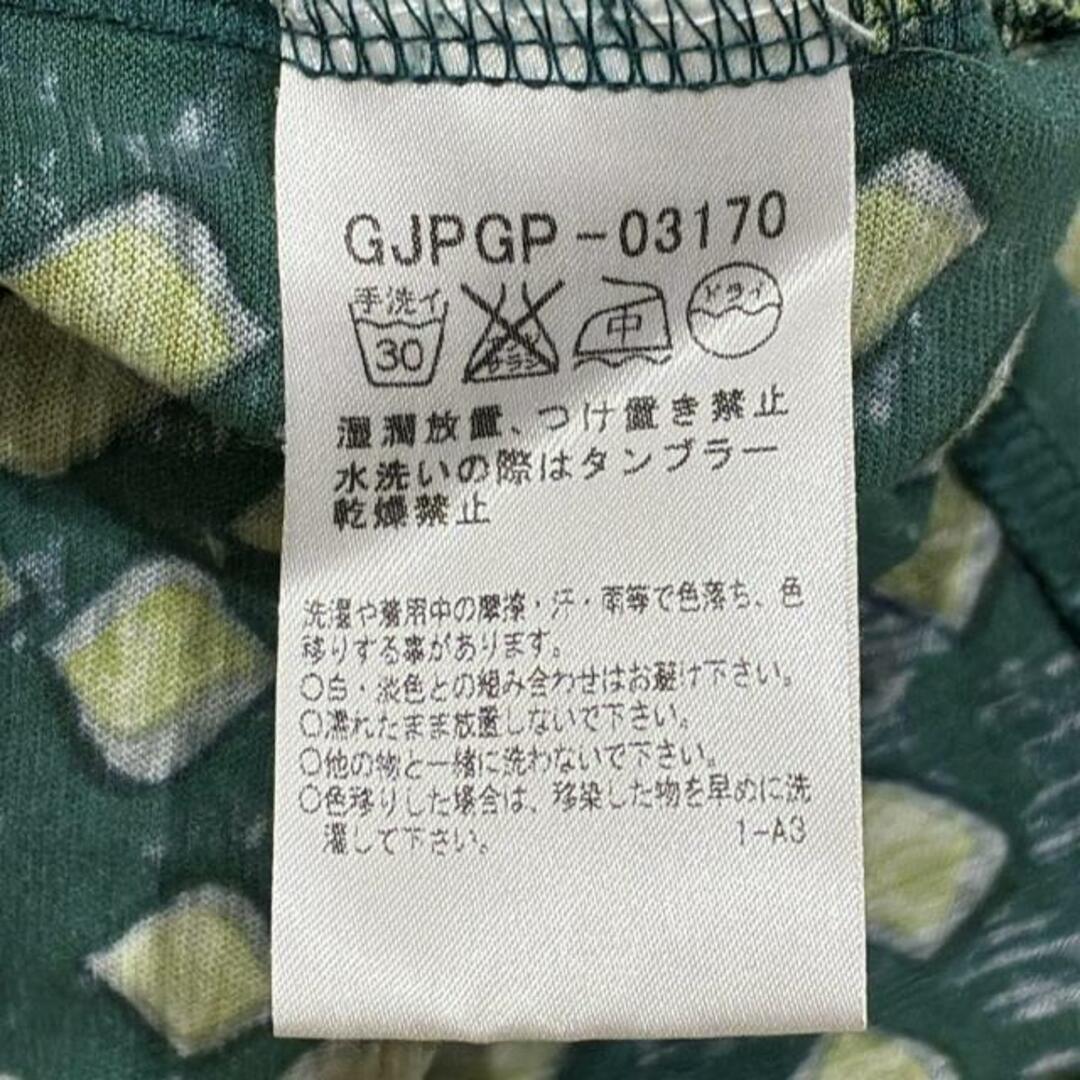 GJPGP-03170
手洗イ 30 エンソサラシ 中 ドライ
湿潤放置、つけ置き禁止
水洗いの際はタンブラー
乾燥禁止
洗濯や着用中の摩擦・汗・雨等で色落ち、色
移りする事があります。
○白・淡色との組み合わせはお避け下さい。
○濡れたまま放置しないで下さい。
○他の物と一緒に洗わないで下さい。
○色移りした場合は、移染した物を早めに洗
濯して下さい。 1-A3